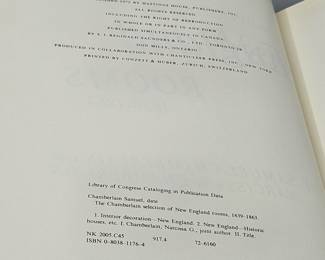 1972 BY HASTINGS HOUSE, PUBLISHERS, INC.
ALL RIGHTS RESERVED
INCLUDING THE RIGHT OF REPRODUCTION
IN WHOLE OR IN PART IN ANY FORM
PUBLISHED SIMULTANEOUSLY IN CANADA
BY S. J. REGINALD SAUNDERS & CO., LTD., TORONTO 2B
DON MILLS, ONTARIO
PRODUCED IN COLLABORATION WITH CHANTICLEER PRESS, INC., NEW YORK
PRINTED BY CONZETT & HUBER, ZURICH, SWITZERLAND
Library of Congress Cataloging in Publication Data
Chamberlain Samuel, date
The Chamberlain selection of New England rooms, 1639-1863.
1. Interior decoration—New England. 2. New England—Historic
houses, etc. I. Chamberlain, Narcissa G., joint author II. Title.
NK 2005.C45 917.4 72-6160
ISBN 0-8038-1176-4